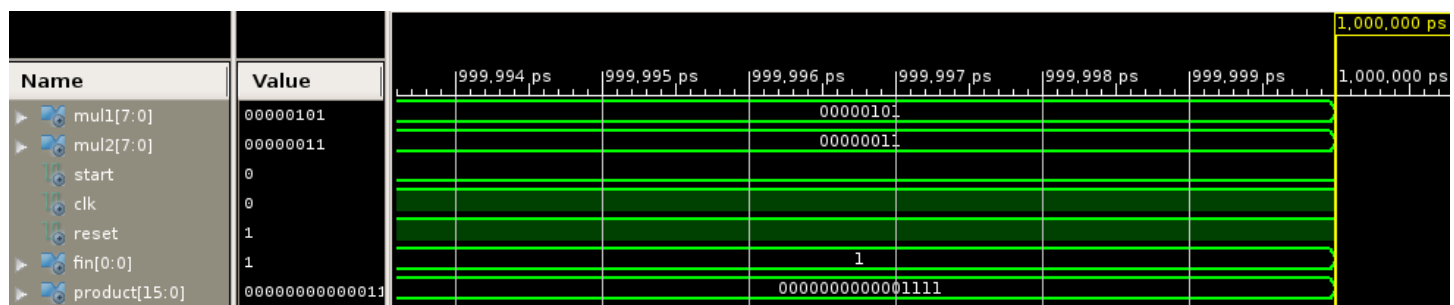 1,000,000 ps
Name Value |999,994 ps |999,995 ps |999,996 ps |999,997 ps |999,998 ps |999,999 ps |1,000,000 ps
mul1[7:0] 00000101 00000101
mul2[7:0] 00000011 00000011
start 0
clk 0
reset 1
fin[0:0] 1 1
product[15:0] 00000000000011 0000000000001111